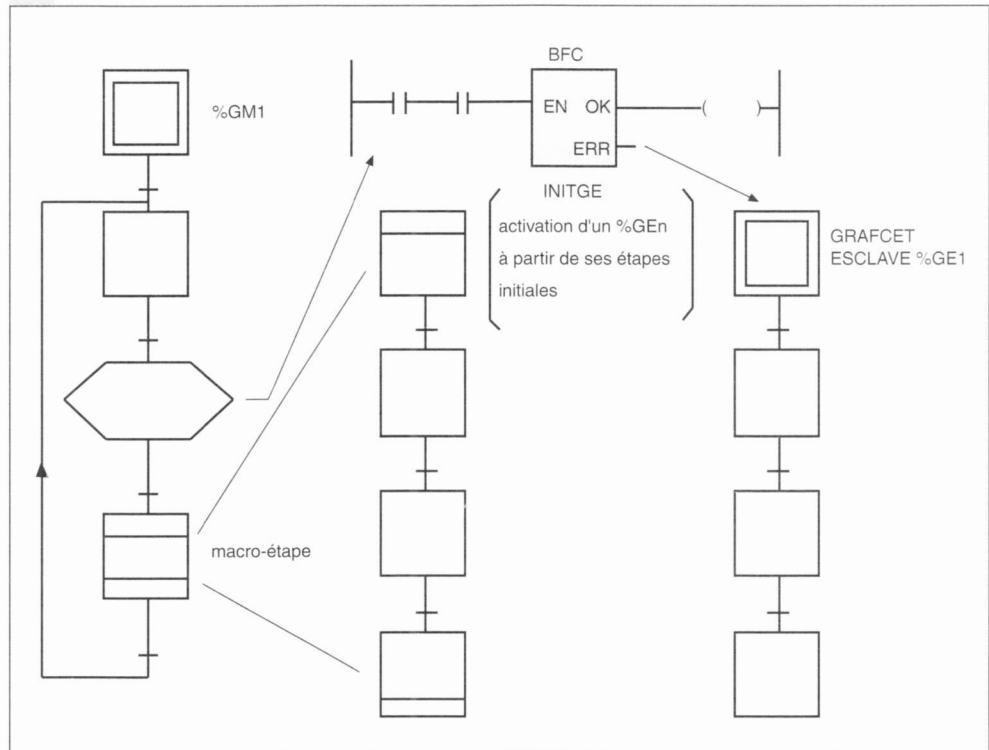 BFC
%GM1
EN OK
ERR
INITGE
activation d'un %GEn
à partir de ses étapes
initiales
GRAFCET
ESCLAVE %GE1
macro-étape